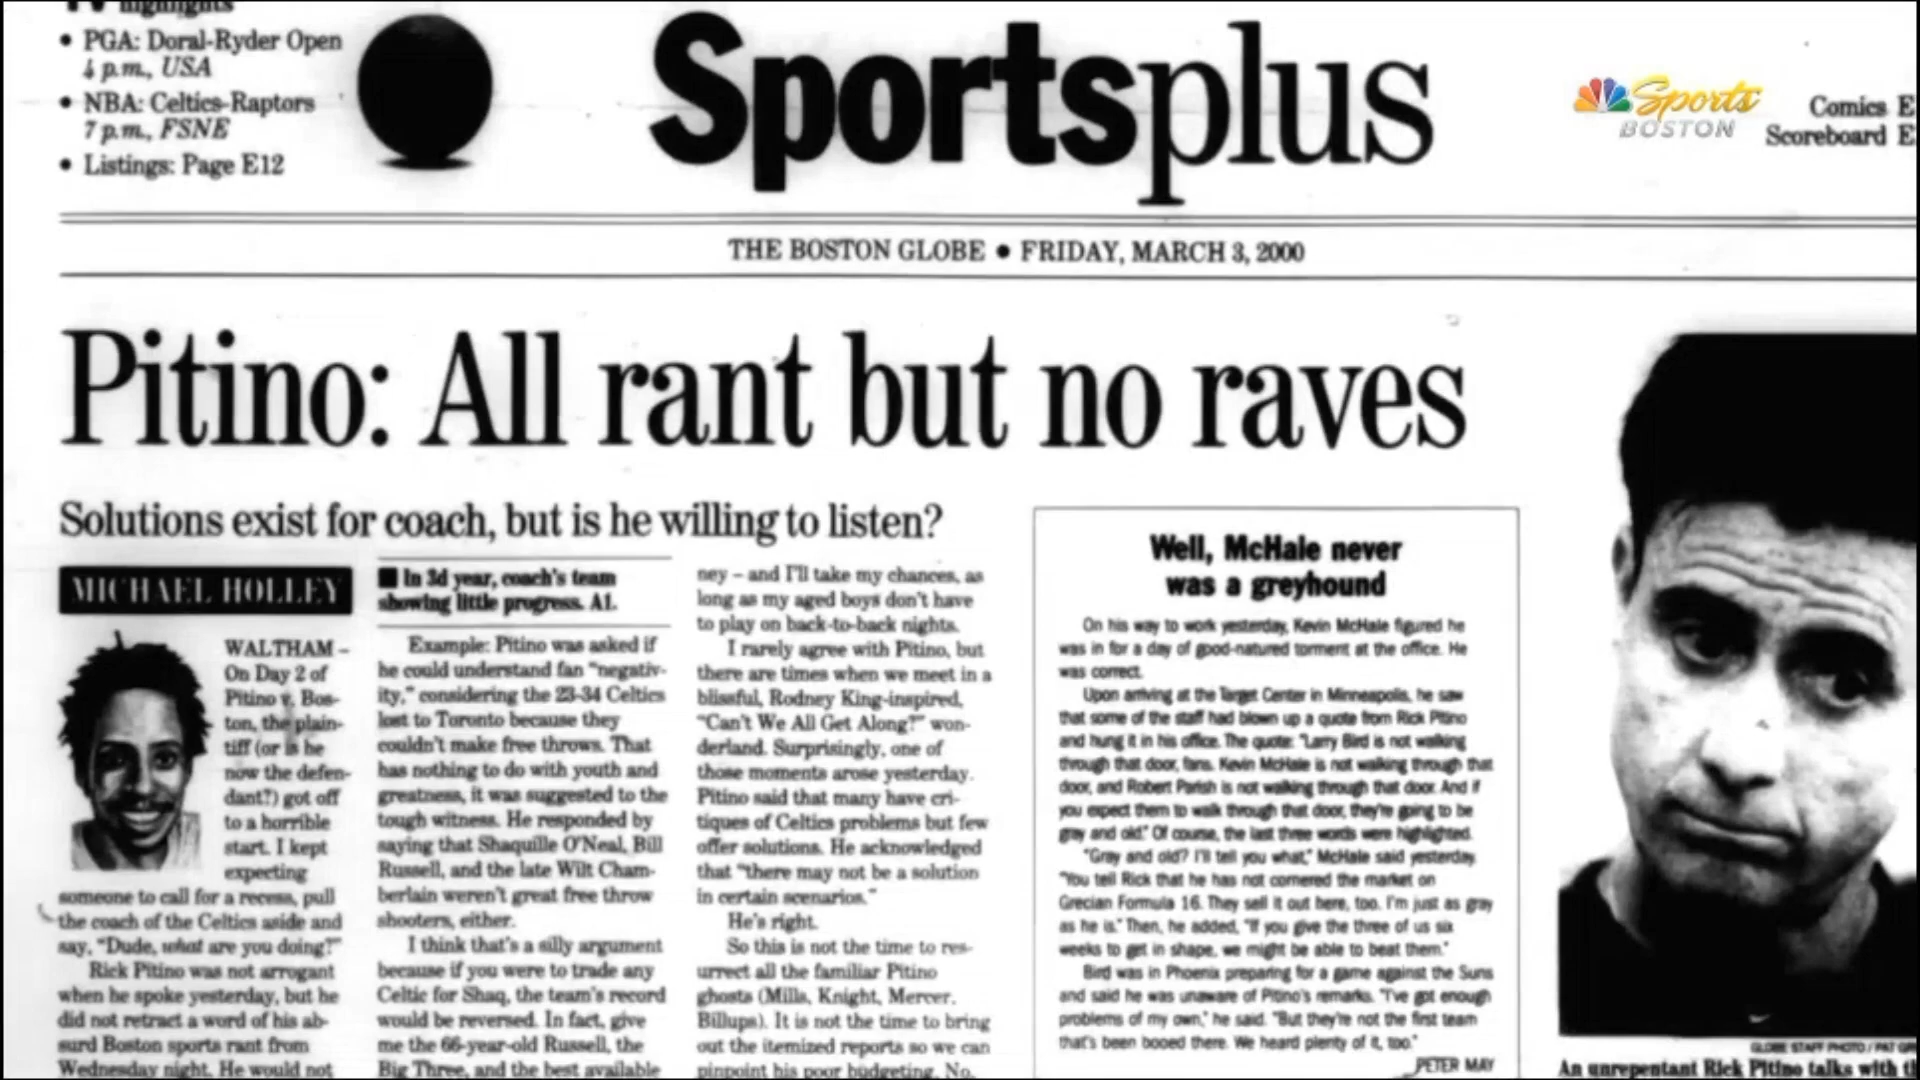 highlights
• PGA: Doral-Ryder Open
4 p.m., USA
• NBA: Celtics-Raptors
7 p.m., FSNE
• Listings: Page E12
Sportsplus
Sports
BOSTON
Comics E
Scoreboard E
THE BOSTON GLOBE • FRIDAY, MARCH 3, 2000
Pitino: All rant but no raves
Solutions exist for coach, but is he willing to listen?
MICHAEL HOLLEY
WALTHAM –
On Day 2 of
Pitino v. Bos-
ton, the plain-
tiff (or is he
now the defen-
dant?) got off
to a horrible
start. I kept
expecting
someone to call for a recess, pull
the coach of the Celtics aside and
say, "Dude, what are you doing?"
Rick Pitino was not arrogant
when he spoke yesterday, but he
did not retract a word of his ab-
surd Boston sports rant from
Wednesday night. He would not
■ In 3d year, coach's team
showing little progress. A1.
Example: Pitino was asked if
he could understand fan "negativ-
ity," considering the 23-34 Celtics
lost to Toronto because they
couldn't make free throws. That
has nothing to do with youth and
greatness, it was suggested to the
tough witness. He responded by
saying that Shaquille O'Neal, Bill
Russell, and the late Wilt Cham-
berlain weren't great free throw
shooters, either.
I think that's a silly argument
because if you were to trade any
Celtic for Shaq, the team's record
would be reversed. In fact, give
me the 66-year-old Russell, the
Big Three, and the best available
ney – and I'll take my chances, as
long as my aged boys don't have
to play on back-to-back nights.
I rarely agree with Pitino, but
there are times when we meet in a
blissful, Rodney King-inspired,
"Can't We All Get Along?" won-
derland. Surprisingly, one of
those moments arose yesterday.
Pitino said that many have cri-
tiques of Celtics problems but few
offer solutions. He acknowledged
that "there may not be a solution
in certain scenarios."
He's right.
So this is not the time to res-
urrect all the familiar Pitino
ghosts (Mills, Knight, Mercer,
Billups). It is not the time to bring
out the itemized reports so we can
pinpoint his poor budgeting. No,
Well, McHale never
was a greyhound
On his way to work yesterday, Kevin McHale figured he
was in for a day of good-natured torment at the office. He
was correct.
Upon arriving at the Target Center in Minneapolis, he saw
that some of the staff had blown up a quote from Rick Pitino
and hung it in his office. The quote: "Larry Bird is not walking
through that door, fans. Kevin McHale is not walking through that
door, and Robert Parish is not walking through that door. And if
you expect them to walk through that door, they're going to be
gray and old." Of course, the last three words were highlighted.
"Gray and old? I'll tell you what," McHale said yesterday.
"You tell Rick that he has not cornered the market on
Grecian Formula 16. They sell it out here, too. I'm just as gray
as he is." Then, he added, "If you give the three of us six
weeks to get in shape, we might be able to beat them."
Bird was in Phoenix preparing for a game against the Suns
and said he was unaware of Pitino's remarks. "I've got enough
problems of my own," he said. "But they're not the first team
that's been booed there. We heard plenty of it, too."
PETER MAY
GLOBE STAFF PHOTO / PAT
An unrepentant Rick Pitino talks with